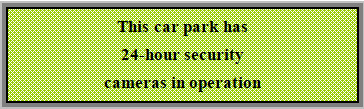 This car park has
24-hour security
cameras in operation